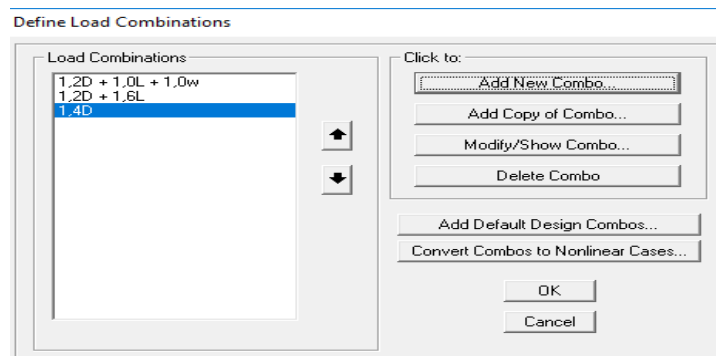 Define Load Combinations
Load Combinations
1,2D + 1,0L + 1,0w
1,2D + 1,6L
1,4D
Click to:
Add New Combo...
Add Copy of Combo...
Modify/Show Combo...
Delete Combo
Add Default Design Combos...
Convert Combos to Nonlinear Cases...
OK
Cancel